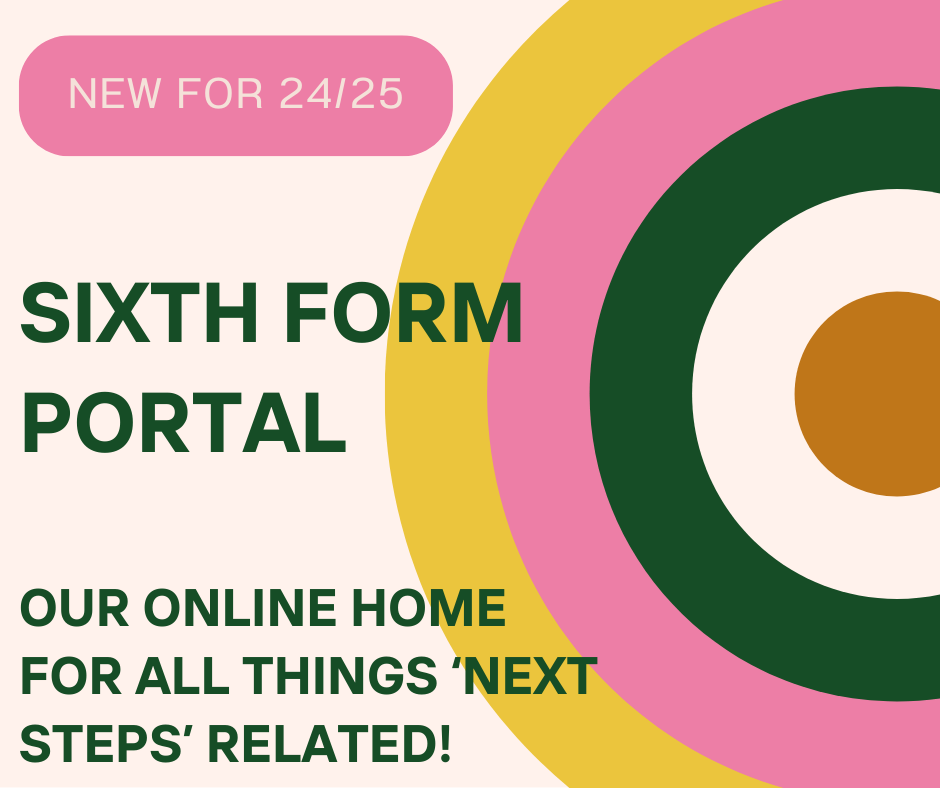 NEW FOR 24/25
SIXTH FORM
PORTAL
OUR ONLINE HOME
FOR ALL THINGS ‘NEXT
STEPS’ RELATED!